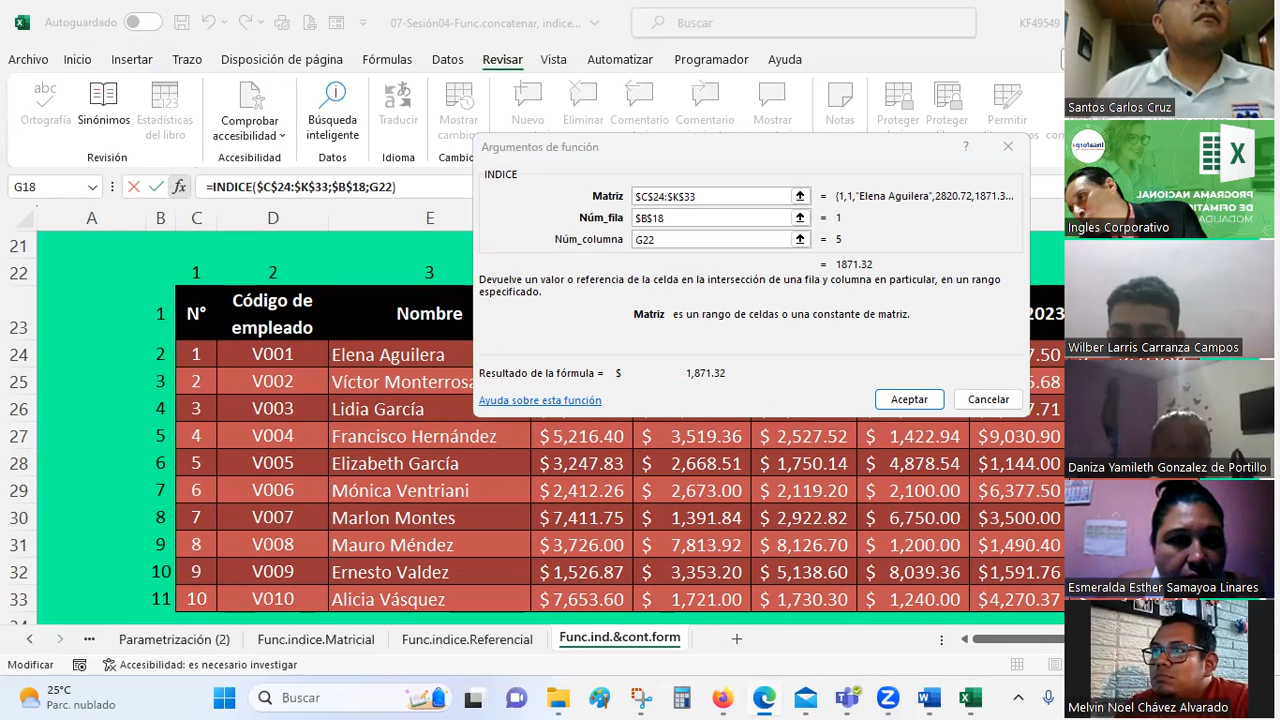 Autoguardado
07-Sesión04-Func.concatenar, indice...
Buscar
KF49549
Archivo Inicio Insertar Trazo Disposición de página Fórmulas Datos Revisar Vista Automatizar Programador Ayuda
abc
Ortografía
Sinónimos
Estadísticas del libro
Revisión
Comprobar accesibilidad
Accesibilidad
Búsqueda inteligente
Datos
Traducir
Idioma
Mostrar cambios
Cambios
Nuevo
Eliminar
Comentario
Comentario
Mostrar
Notas
Proteger
Proteger
Permitir
G18
fx
=INDICE($C$24:$K$33;$B$18;G22)
Argumentos de función
? 
INDICE
Matriz $C$24:$K$33 = {1,1,"Elena Aguilera",2820.72,1871.3...
Núm_fila $B$18 = 1
Núm_columna G22 = 5
= 1871.32
Devuelve un valor o referencia de la celda en la intersección de una fila y columna en particular, en un rango
especificado.
Matriz es un rango de celdas o una constante de matriz.
Resultado de la fórmula = $ 1,871.32
Ayuda sobre esta función
Aceptar
Cancelar
A B C D E
21
22 1 2 3
23 1 N° Código de empleado Nombre 2023
24 2 1 V001 Elena Aguilera 7.50
25 3 2 V002 Víctor Monterrosa 5.68
26 4 3 V003 Lidia García 7.71
27 5 4 V004 Francisco Hernández $ 5,216.40 $ 3,519.36 $ 2,527.52 $ 1,422.94 $9,030.90
28 6 5 V005 Elizabeth García $ 3,247.83 $ 2,668.51 $ 1,750.14 $ 4,878.54 $1,144.00
29 7 6 V006 Mónica Ventriani $ 2,412.26 $ 2,673.00 $ 2,119.20 $ 2,100.00 $6,377.50
30 8 7 V007 Marlon Montes $ 7,411.75 $ 1,391.84 $ 2,922.82 $ 6,750.00 $3,500.00
31 9 8 V008 Mauro Méndez $ 3,726.00 $ 7,813.92 $ 8,126.70 $ 1,200.00 $1,490.40
32 10 9 V009 Ernesto Valdez $ 1,526.87 $ 3,353.20 $ 5,138.60 $ 8,039.36 $1,591.76
33 11 10 V010 Alicia Vásquez $ 7,653.60 $ 1,721.00 $ 1,730.30 $ 1,240.00 $4,270.37
... Parametrización (2) Func.indice.Matricial Func.indice.Referencial Func.ind.&cont.form
Modificar
Accesibilidad: es necesario investigar
25°C
Parc. nublado
Buscar
Santos Carlos Cruz
Insaforp
PROGRAMA NACIONAL
DE OFIMATICA
MODALIDAD
Ingles Corporativo
Wilber Larris Carranza Campos
Daniza Yamileth Gonzalez de Portillo
Esmeralda Esther Samayoa Linares
Melvin Noel Chávez Alvarado